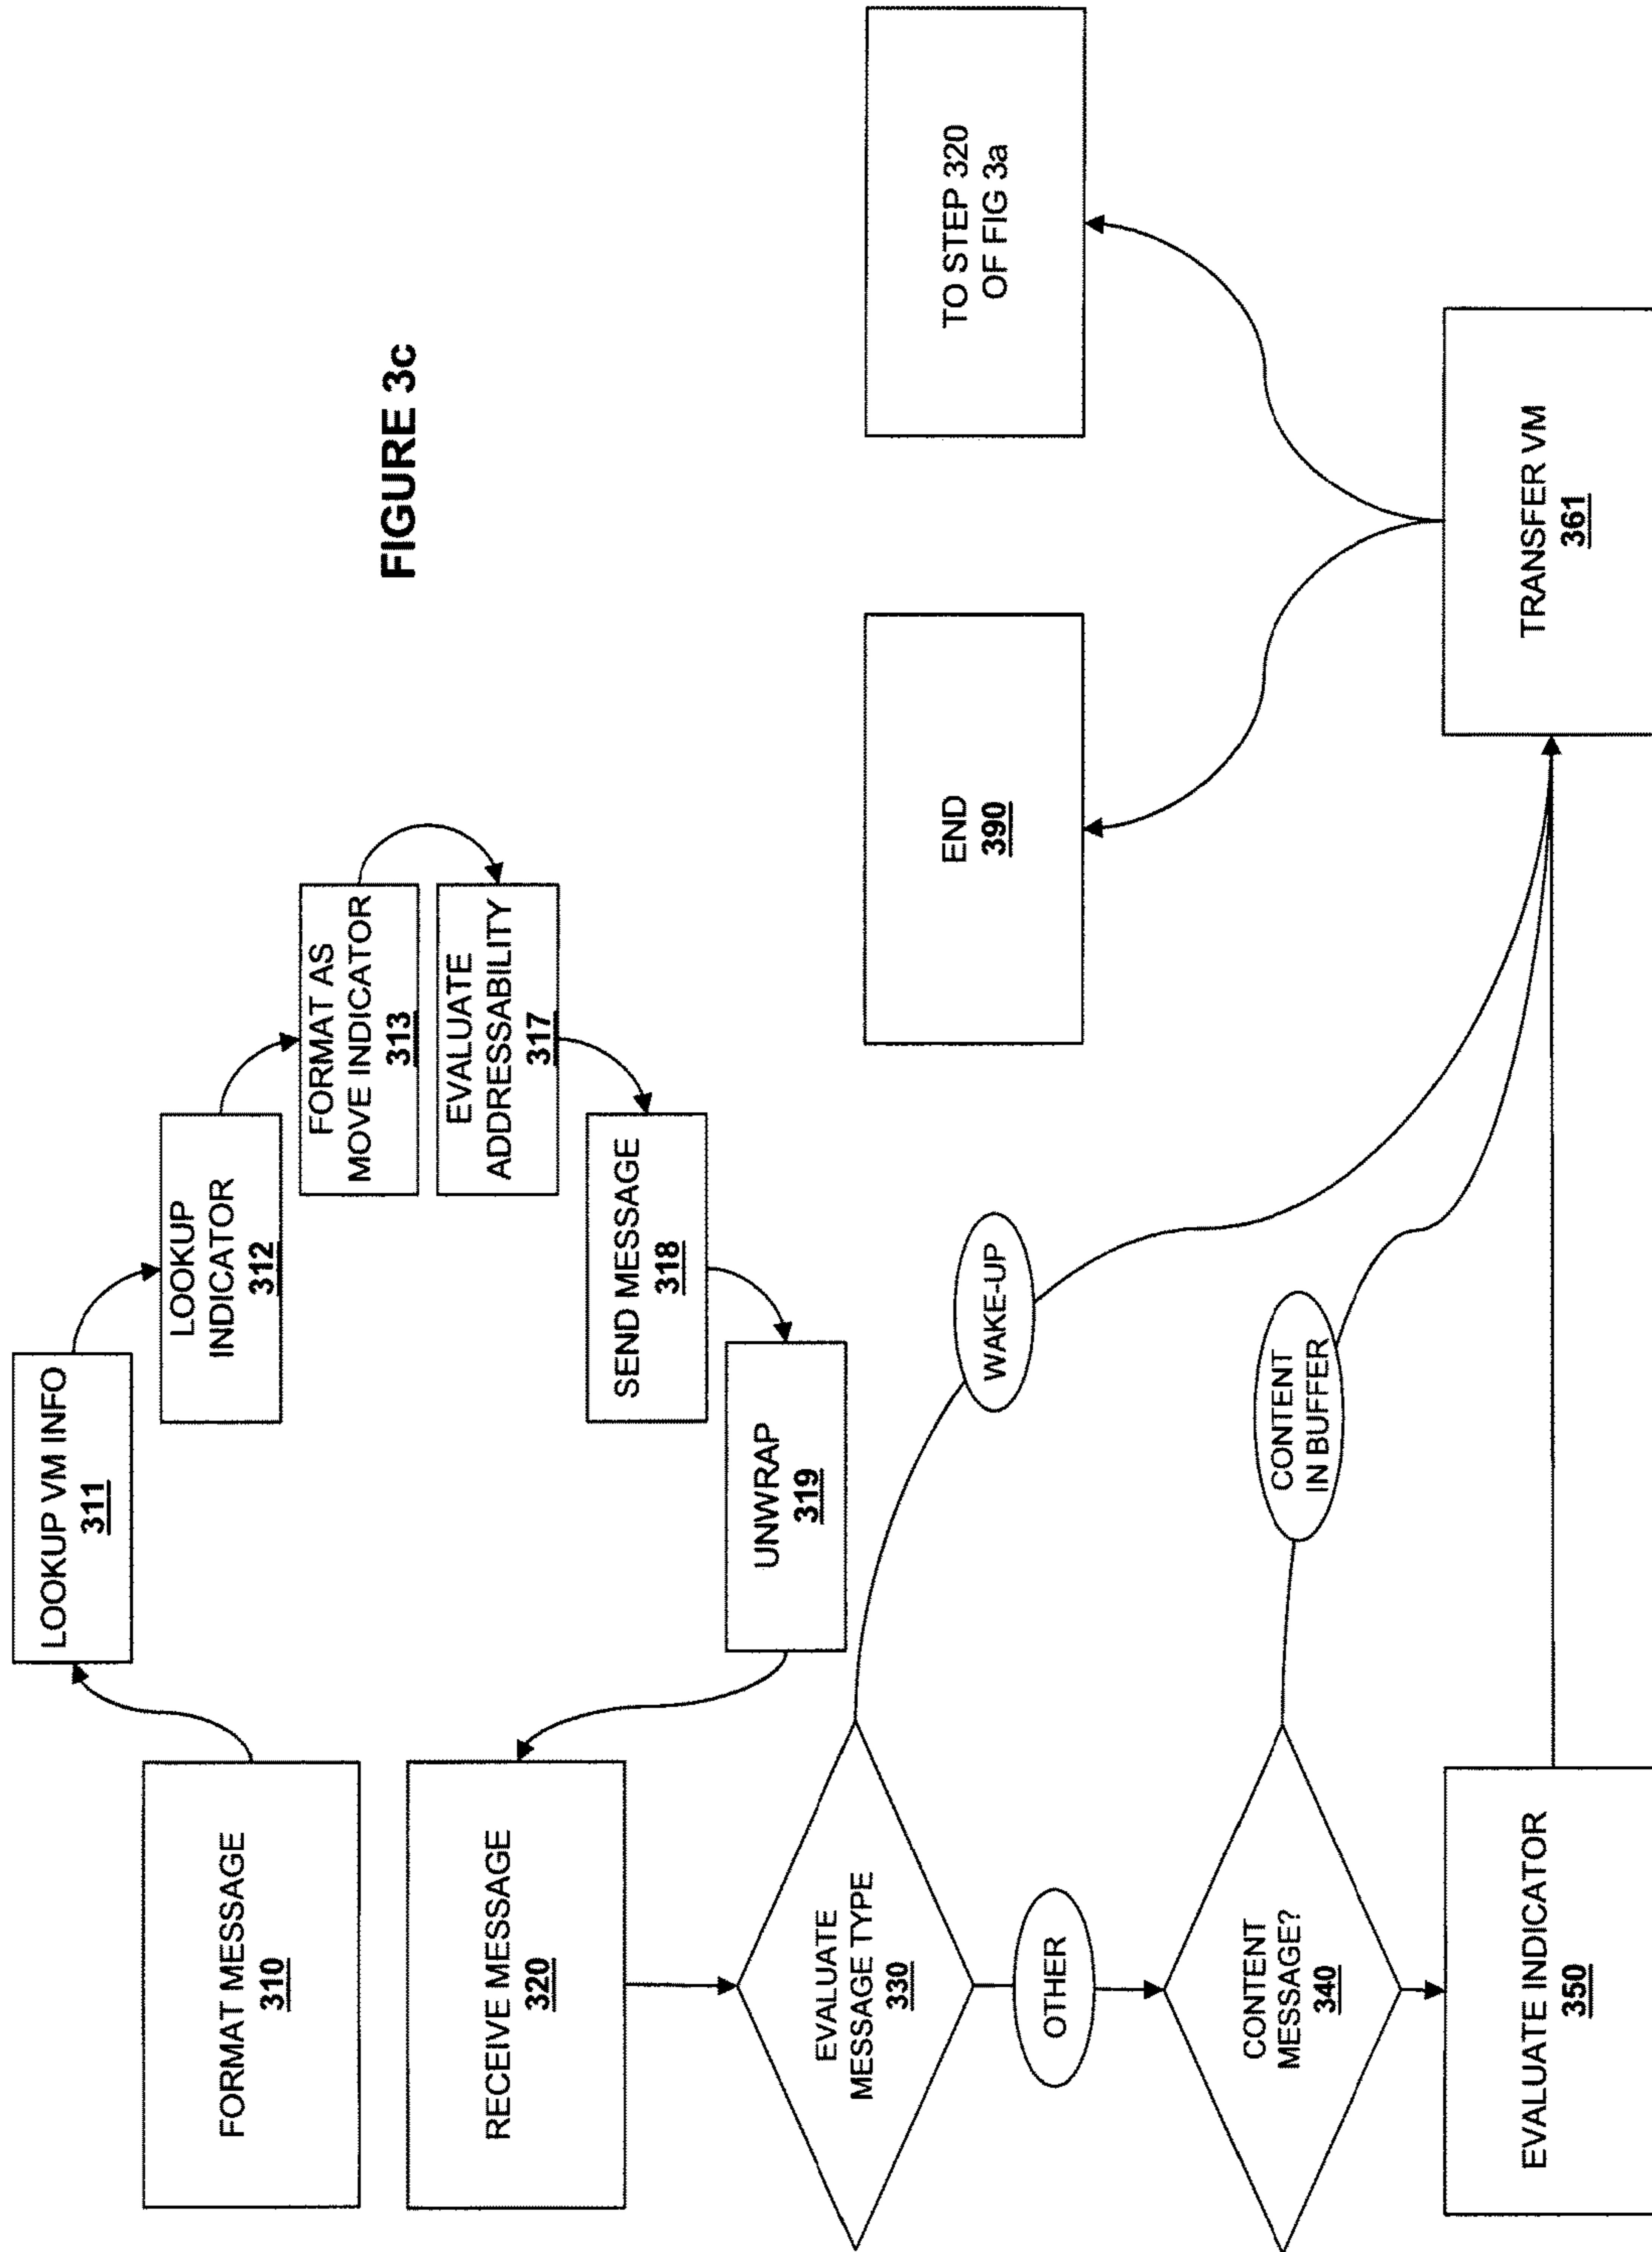 FIGURE 3c
FORMAT MESSAGE
310
LOOKUP VM INFO
311
LOOKUP
INDICATOR
312
FORMAT AS
MOVE INDICATOR
313
EVALUATE
ADDRESSABILITY
317
SEND MESSAGE
318
UNWRAP
319
RECEIVE MESSAGE
320
EVALUATE
MESSAGE TYPE
330
WAKE-UP
OTHER
CONTENT
MESSAGE?
340
CONTENT
IN BUFFER
EVALUATE INDICATOR
350
TRANSFER VM
361
END
390
TO STEP 320
OF FIG 3a